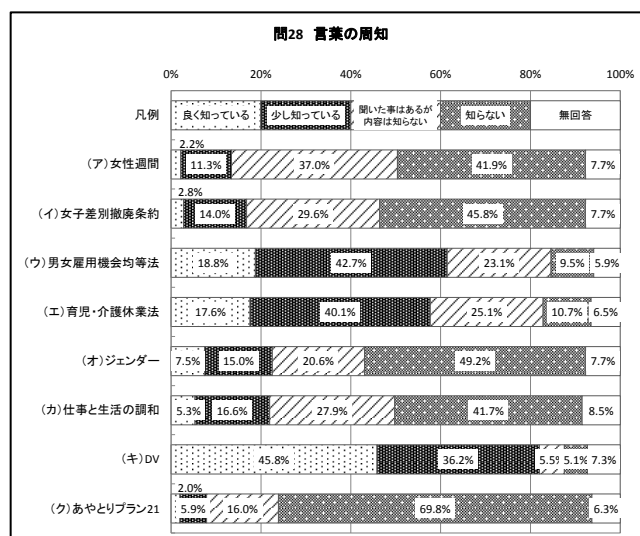 問28 言葉の周知
0% 20% 40% 60% 80% 100%
凡例 良く知っている 少し知っている 聞いた事はあるが 内容は知らない 知らない 無回答
(ア)女性週間 2.2% 11.3% 37.0% 41.9% 7.7%
(イ)女子差別撤廃条約 2.8% 14.0% 29.6% 45.8% 7.7%
(ウ)男女雇用機会均等法 18.8% 42.7% 23.1% 9.5% 5.9%
(エ)育児・介護休業法 17.6% 40.1% 25.1% 10.7% 6.5%
(オ)ジェンダー 7.5% 15.0% 20.6% 49.2% 7.7%
(カ)仕事と生活の調和 5.3% 16.6% 27.9% 41.7% 8.5%
(キ)DV 45.8% 36.2% 5.5% 5.1% 7.3%
(ク)あやとりプラン21 2.0% 5.9% 16.0% 69.8% 6.3%